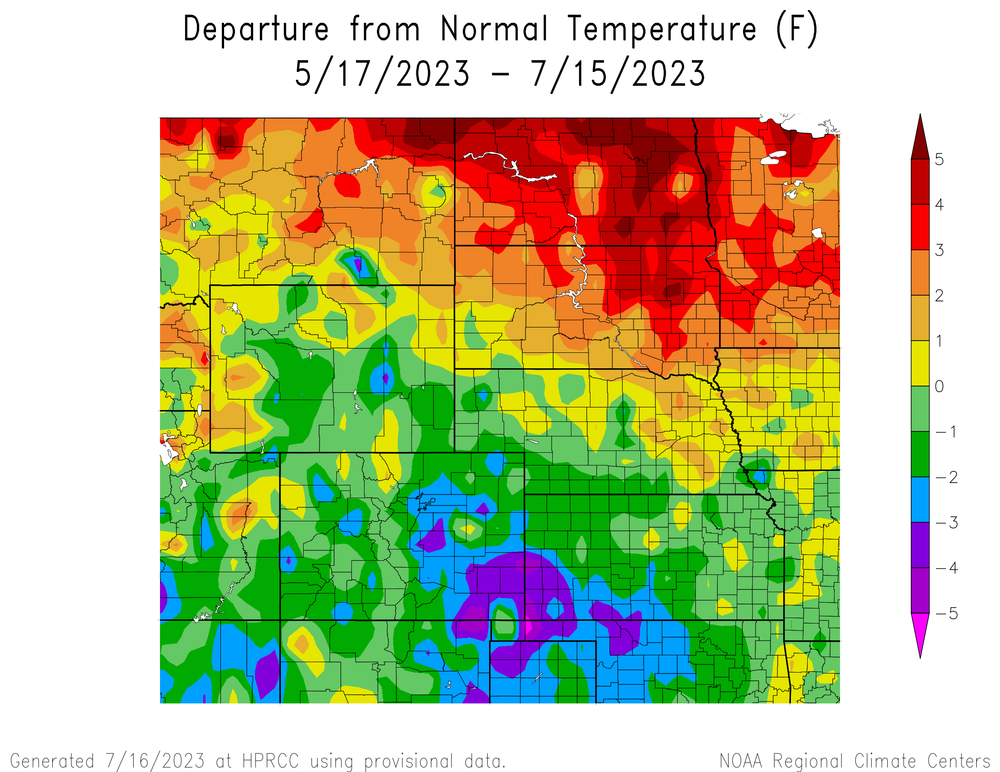 Departure from Normal Temperature (F)
5/17/2023 – 7/15/2023
5
4
3
2
1
0
−1
−2
−3
−4
−5
Generated 7/16/2023 at HPRCC using provisional data.
NOAA Regional Climate Centers